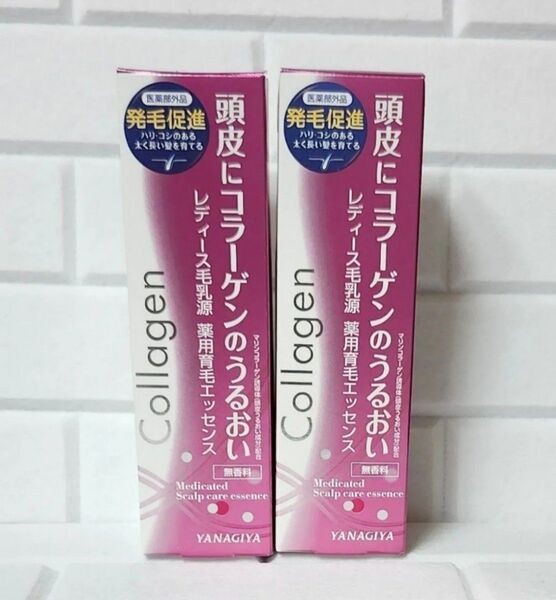 医薬部外品
発毛促進
ハリ・コシのある
太く長い髪を育てる
頭皮にコラーゲンのうるおい
レディース毛乳源 薬用育毛エッセンス
Collagen
無香料
Medicated
Scalp care essence
YANAGIYA
医薬部外品
発毛促進
ハリ・コシのある
太く長い髪を育てる
頭皮にコラーゲンのうるおい
レディース毛乳源 薬用育毛エッセンス
Collagen
無香料
Medicated
Scalp care essence
YANAGIYA